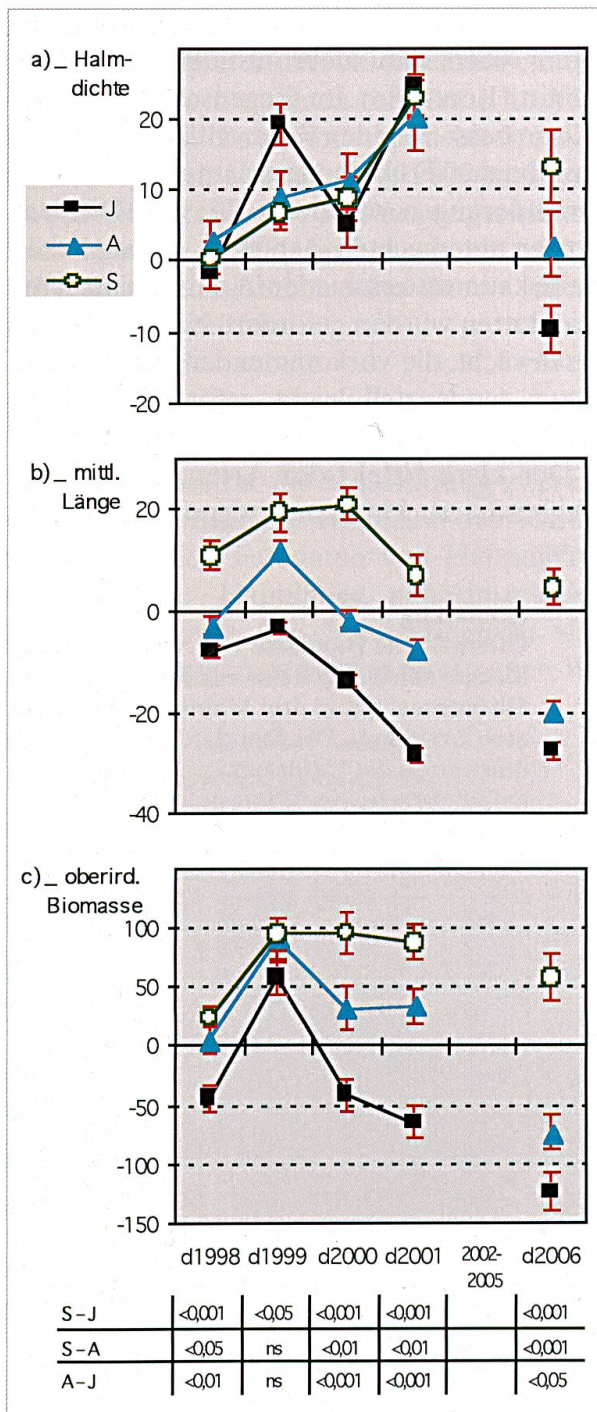 a)_ Halm-
dichte
20
10
0
-10
-20
J
A
S
b)_ mittl.
Länge
20
0
-20
-40
c)_ oberird.
Biomasse
100
50
0
-50
-100
-150
d1998 d1999 d2000 d2001 2002-2005 d2006
S–J <0,001 <0,05 <0,001 <0,001 <0,001
S–A <0,05 ns <0,01 <0,01 <0,001
A–J <0,01 ns <0,001 <0,001 <0,05